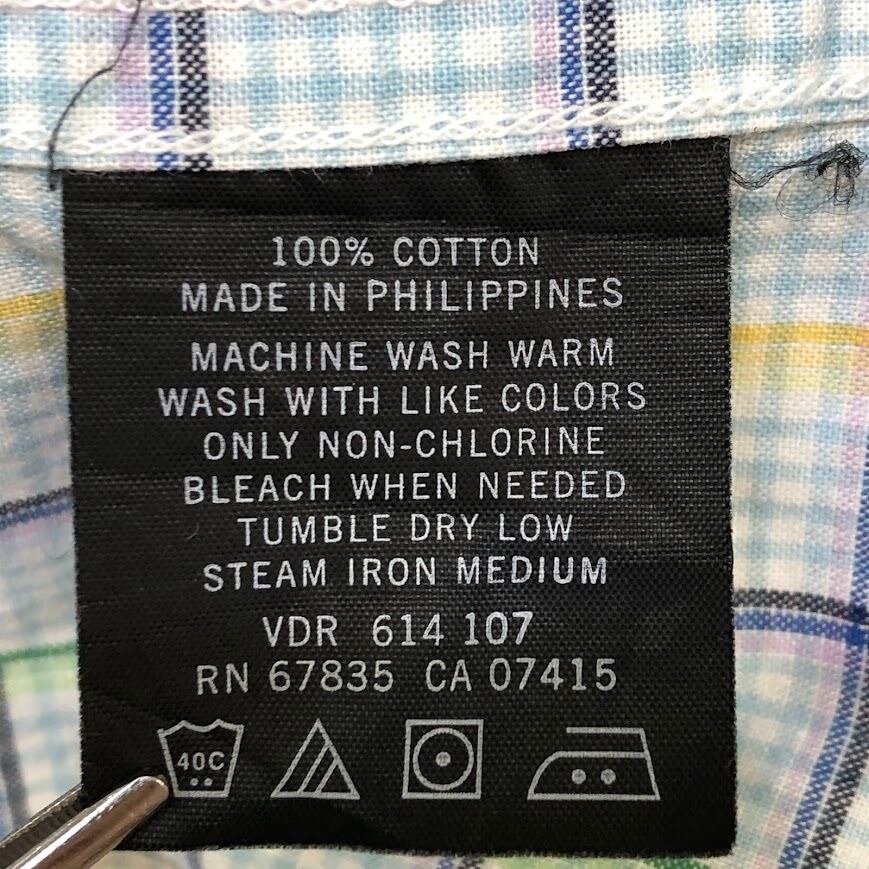 100% COTTON
MADE IN PHILIPPINES
MACHINE WASH WARM
WASH WITH LIKE COLORS
ONLY NON-CHLORINE
BLEACH WHEN NEEDED
TUMBLE DRY LOW
STEAM IRON MEDIUM
VDR 614 107
RN 67835 CA 07415
40C